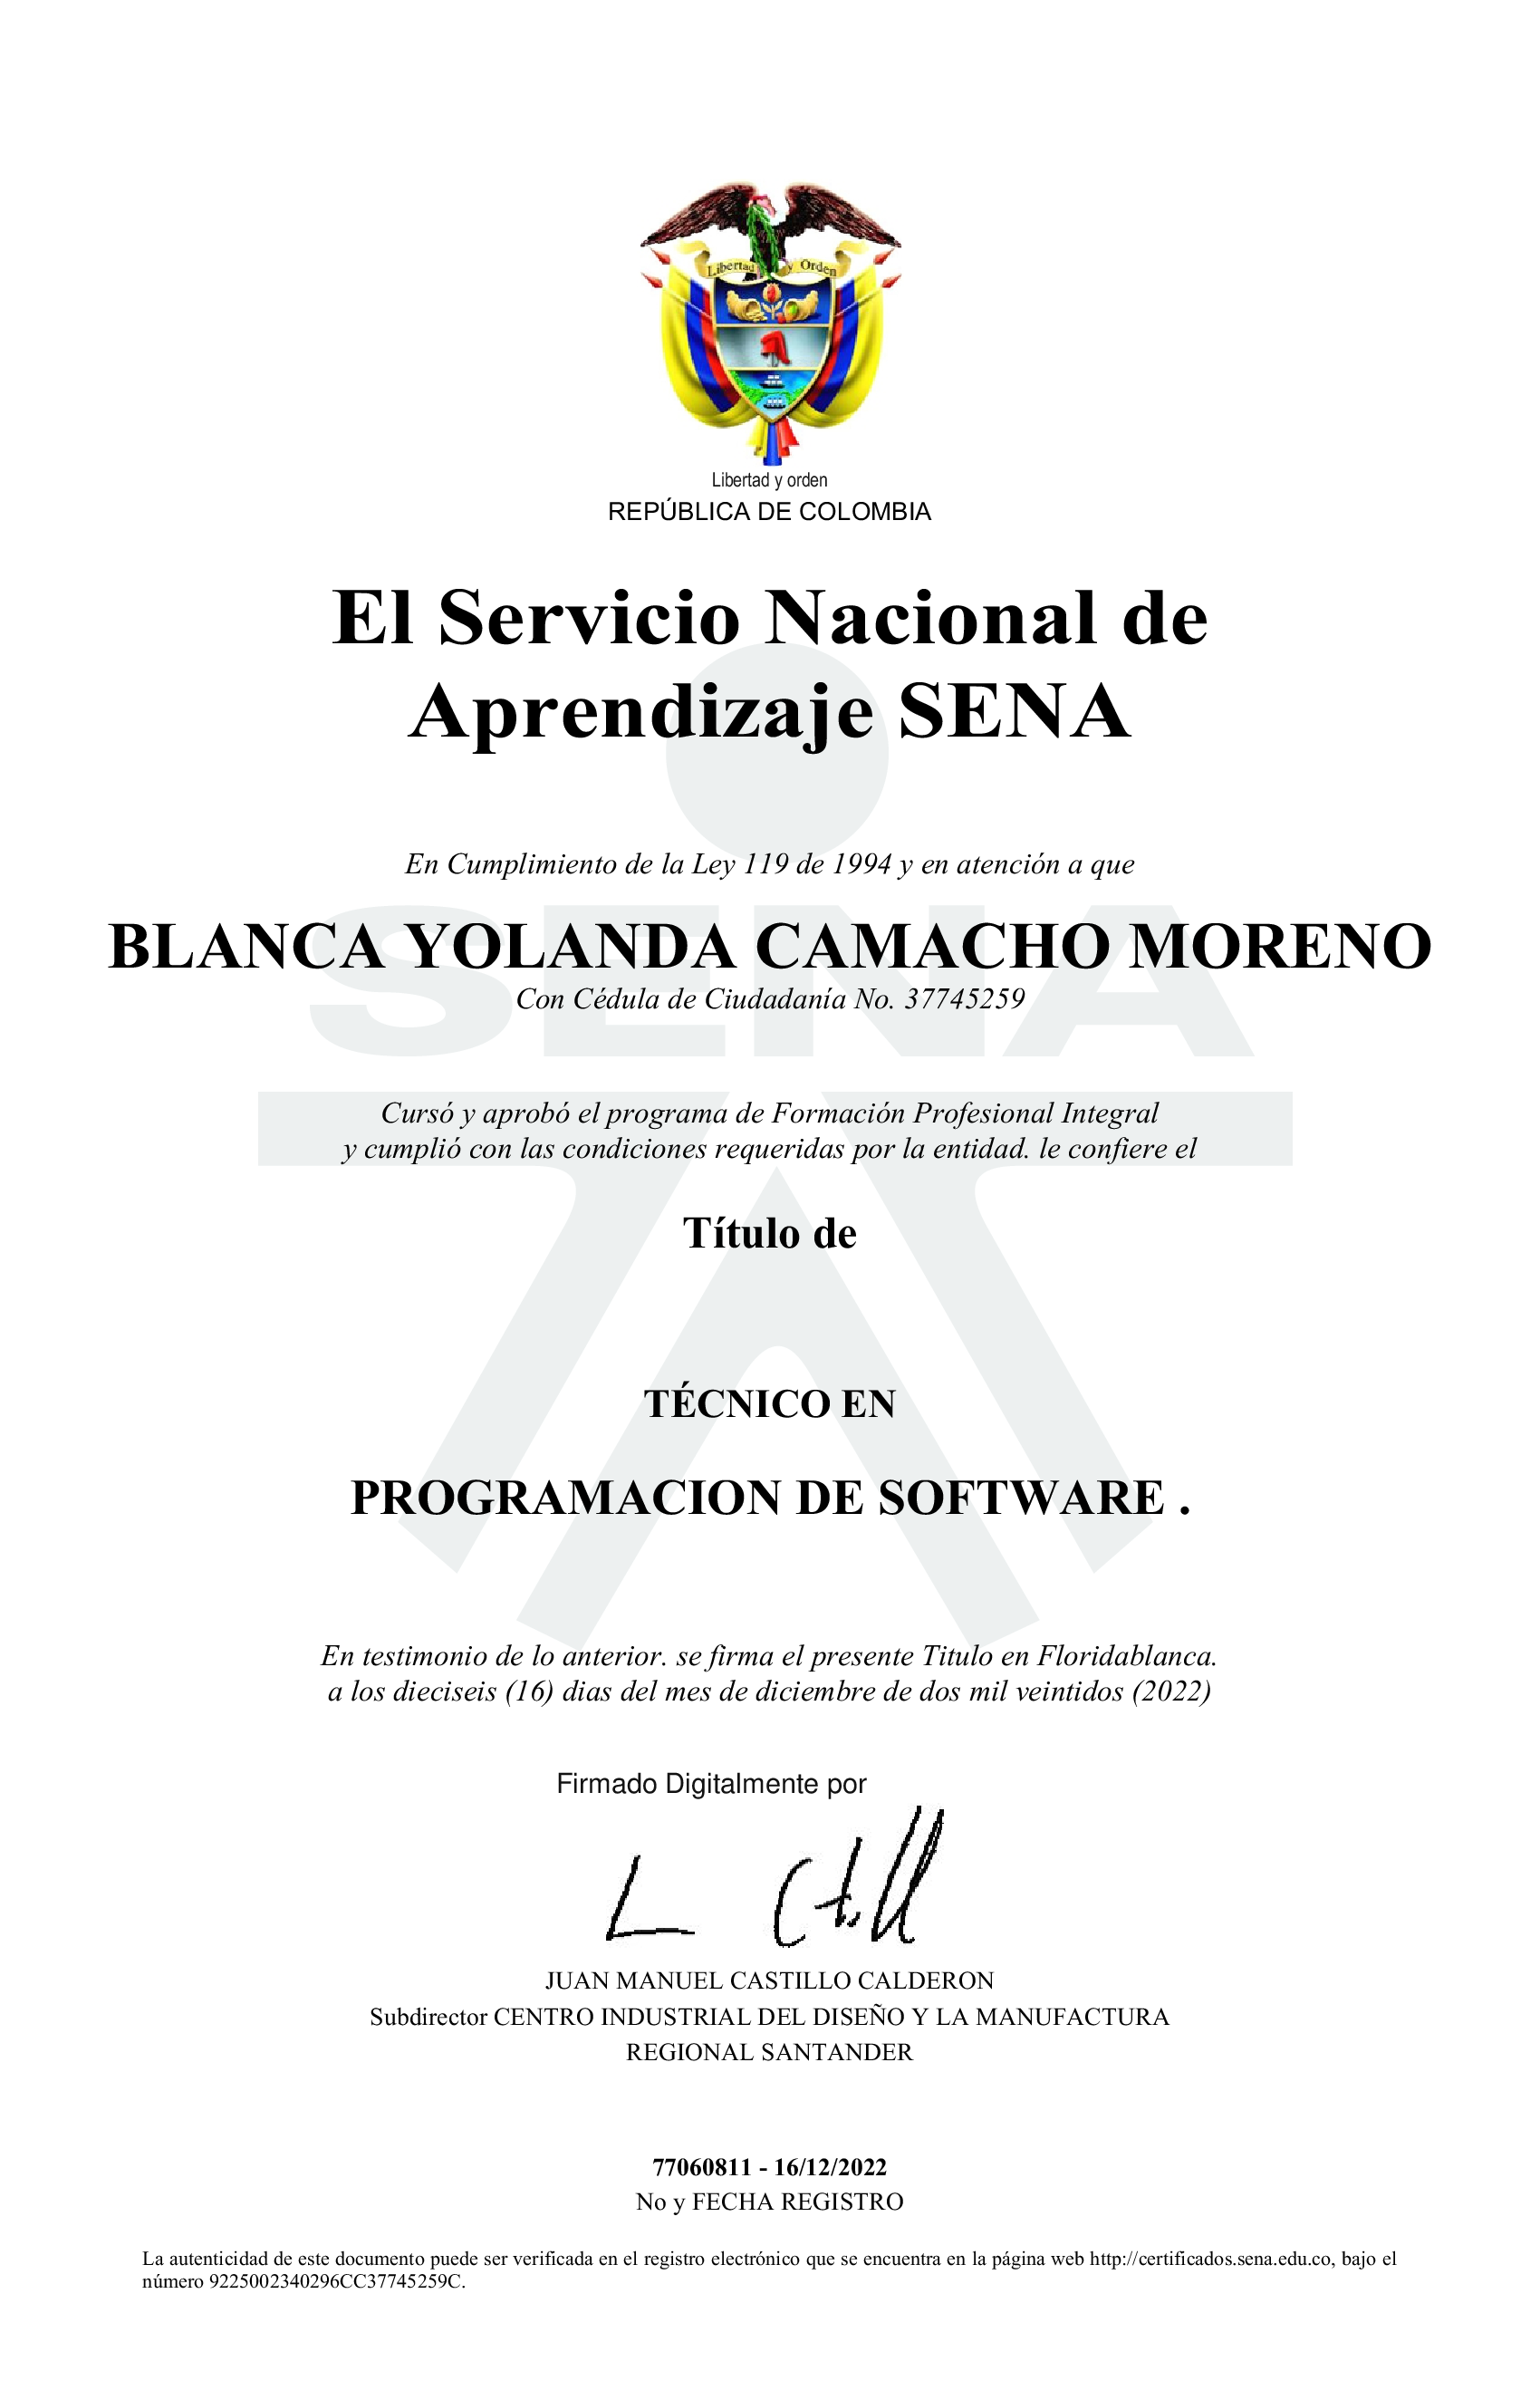 Libertad y Orden
Libertad y orden
REPÚBLICA DE COLOMBIA
El Servicio Nacional de
Aprendizaje SENA
En Cumplimiento de la Ley 119 de 1994 y en atención a que
SENA
BLANCA YOLANDA CAMACHO MORENO
Con Cédula de Ciudadanía No. 37745259
Cursó y aprobó el programa de Formación Profesional Integral
y cumplió con las condiciones requeridas por la entidad. le confiere el
Título de
TÉCNICO EN
PROGRAMACION DE SOFTWARE .
En testimonio de lo anterior. se firma el presente Titulo en Floridablanca.
a los dieciseis (16) dias del mes de diciembre de dos mil veintidos (2022)
Firmado Digitalmente por
JUAN MANUEL CASTILLO CALDERON
Subdirector CENTRO INDUSTRIAL DEL DISEÑO Y LA MANUFACTURA
REGIONAL SANTANDER
77060811 - 16/12/2022
No y FECHA REGISTRO
La autenticidad de este documento puede ser verificada en el registro electrónico que se encuentra en la página web http://certificados.sena.edu.co, bajo el
número 9225002340296CC37745259C.